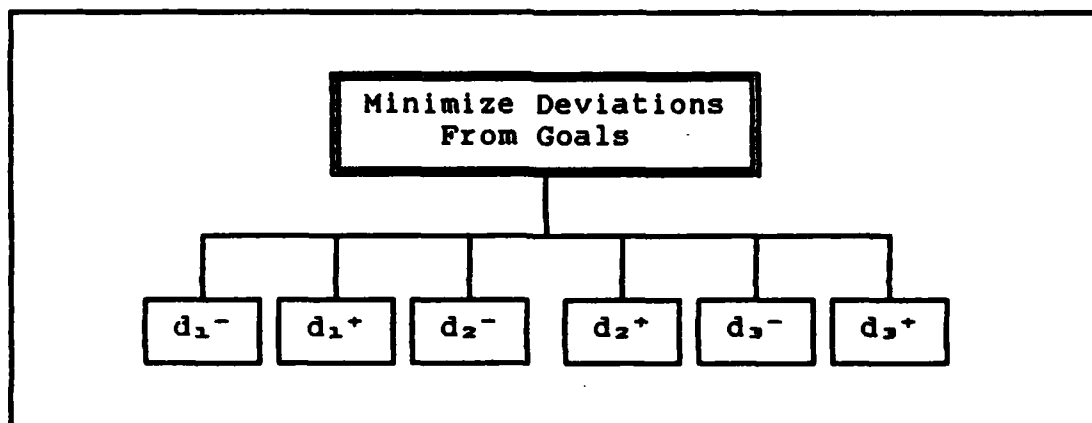 Minimize Deviations
From Goals
d₁⁻ d₁⁺ d₂⁻ d₂⁺ d₃⁻ d₃⁺